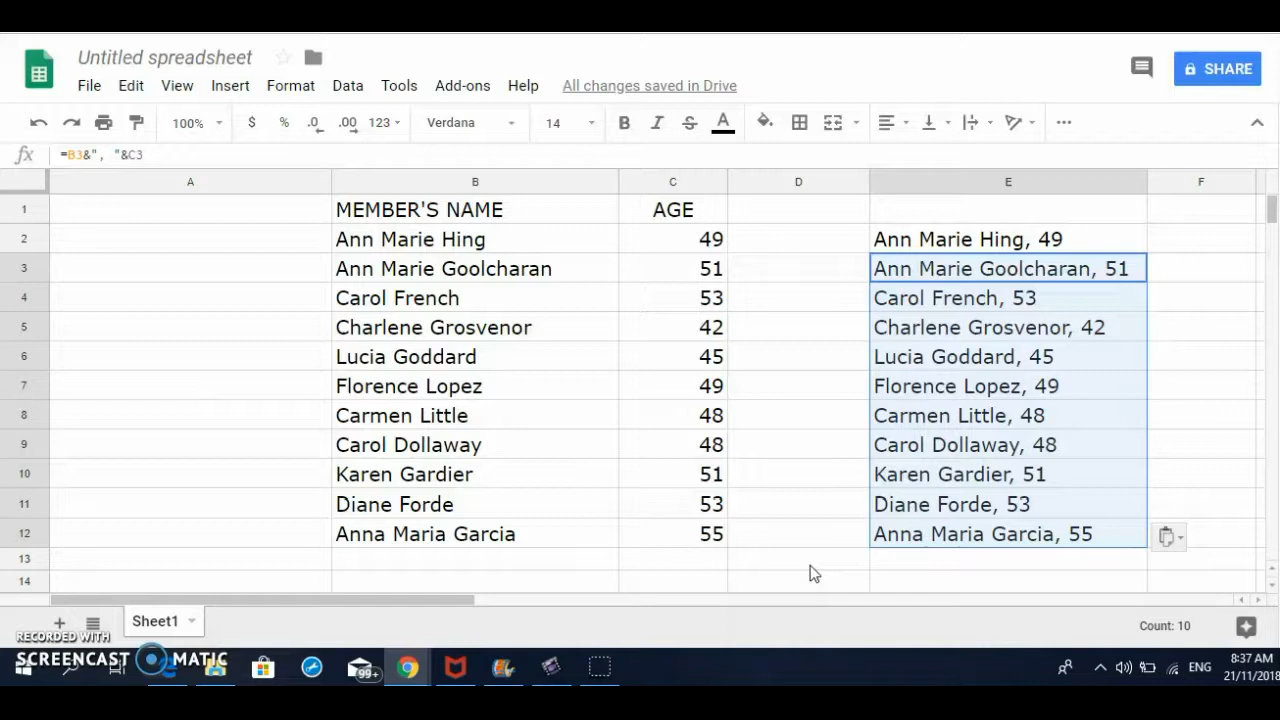 Untitled spreadsheet
File Edit View Insert Format Data Tools Add-ons Help All changes saved in Drive
SHARE
100% $ % .0 .00 123 Verdana 14 B I S A
fx =B3&", "&C3
A B C D E F
1 MEMBER'S NAME AGE
2 Ann Marie Hing 49 Ann Marie Hing, 49
3 Ann Marie Goolcharan 51 Ann Marie Goolcharan, 51
4 Carol French 53 Carol French, 53
5 Charlene Grosvenor 42 Charlene Grosvenor, 42
6 Lucia Goddard 45 Lucia Goddard, 45
7 Florence Lopez 49 Florence Lopez, 49
8 Carmen Little 48 Carmen Little, 48
9 Carol Dollaway 48 Carol Dollaway, 48
10 Karen Gardier 51 Karen Gardier, 51
11 Diane Forde 53 Diane Forde, 53
12 Anna Maria Garcia 55 Anna Maria Garcia, 55
13
14
Sheet1 Count: 10
RECORDED WITH
SCREENCAST MATIC
99+
ENG
8:37 AM
21/11/2018